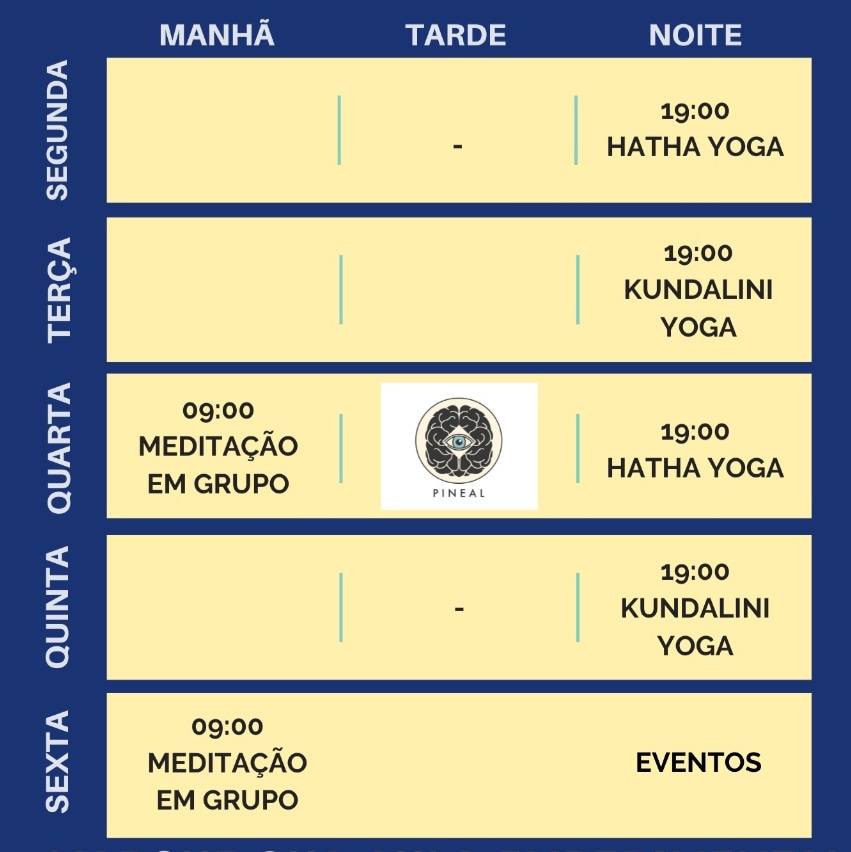 MANHÃ TARDE NOITE
SEGUNDA
-
19:00
HATHA YOGA
TERÇA
19:00
KUNDALINI
YOGA
QUARTA
09:00
MEDITAÇÃO
EM GRUPO
PINEAL
19:00
HATHA YOGA
QUINTA
-
19:00
KUNDALINI
YOGA
SEXTA
09:00
MEDITAÇÃO
EM GRUPO
EVENTOS